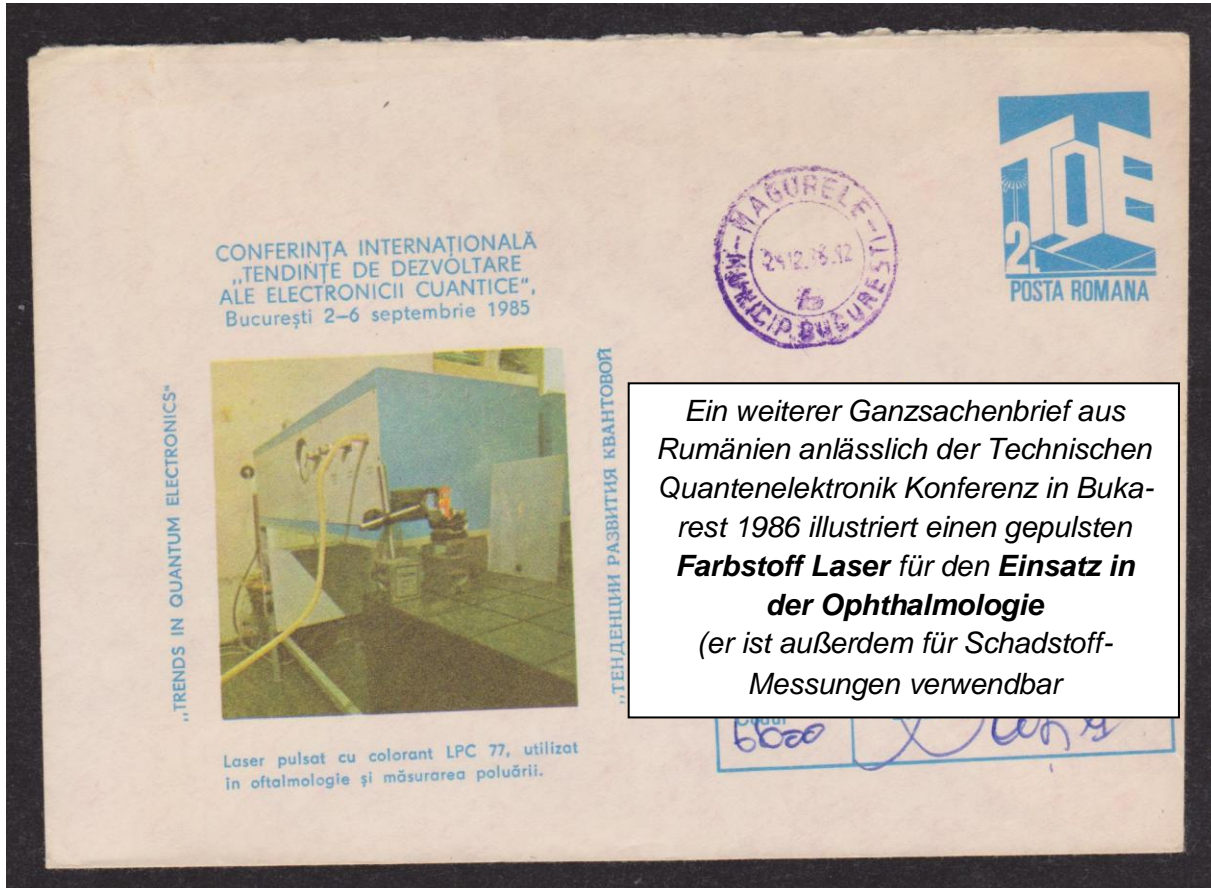 CONFERINȚA INTERNAȚIONALĂ
„TENDINȚE DE DEZVOLTARE
ALE ELECTRONICII CUANTICE“,
București 2–6 septembrie 1985
„TRENDS IN QUANTUM ELECTRONICS“
„ТЕНДЕНЦИИ РАЗВИТИЯ КВАНТОВОЙ
Laser pulsat cu colorant LPC 77, utilizat
în oftalmologie și măsurarea poluării.
MAGURELE
MUNICIP. BUCUREȘTI
TQE
2L
POSTA ROMANA
Ein weiterer Ganzsachenbrief aus
Rumänien anlässlich der Technischen
Quantenelektronik Konferenz in Buka-
rest 1986 illustriert einen gepulsten
Farbstoff Laser für den Einsatz in
der Ophthalmologie
(er ist außerdem für Schadstoff-
Messungen verwendbar